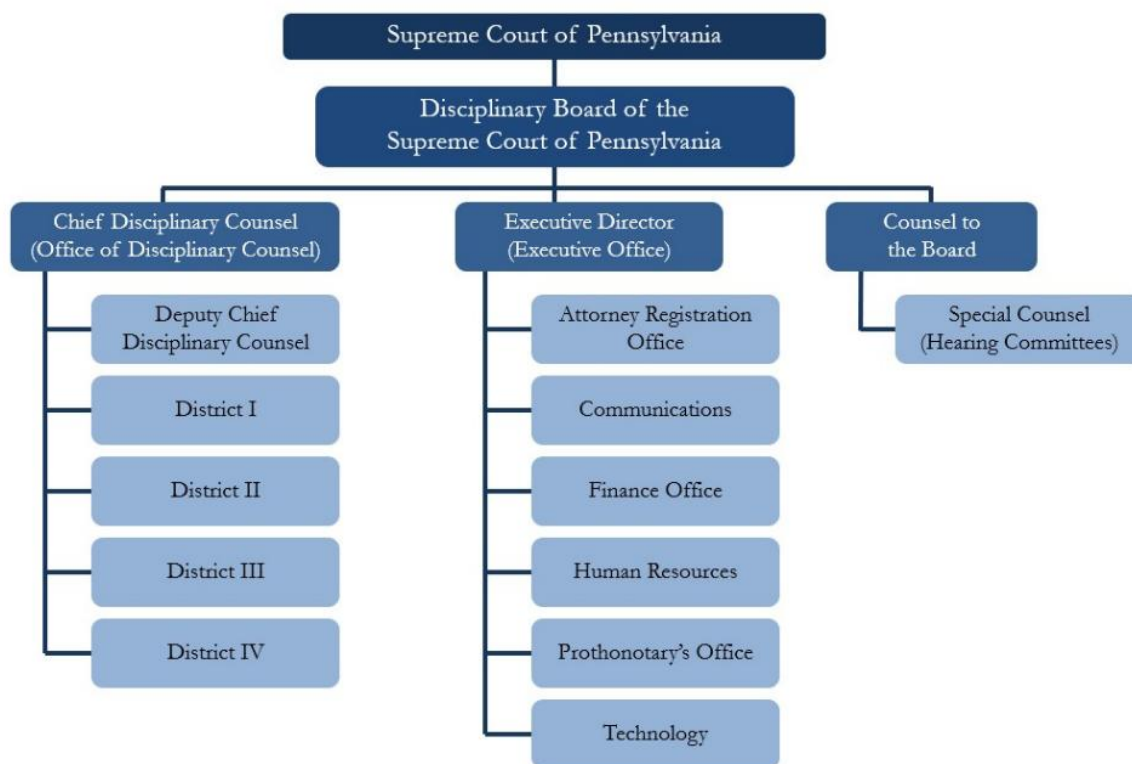 Supreme Court of Pennsylvania
Disciplinary Board of the
Supreme Court of Pennsylvania
Chief Disciplinary Counsel
(Office of Disciplinary Counsel)
Deputy Chief
Disciplinary Counsel
District I
District II
District III
District IV
Executive Director
(Executive Office)
Attorney Registration
Office
Communications
Finance Office
Human Resources
Prothonotary’s Office
Technology
Counsel to
the Board
Special Counsel
(Hearing Committees)